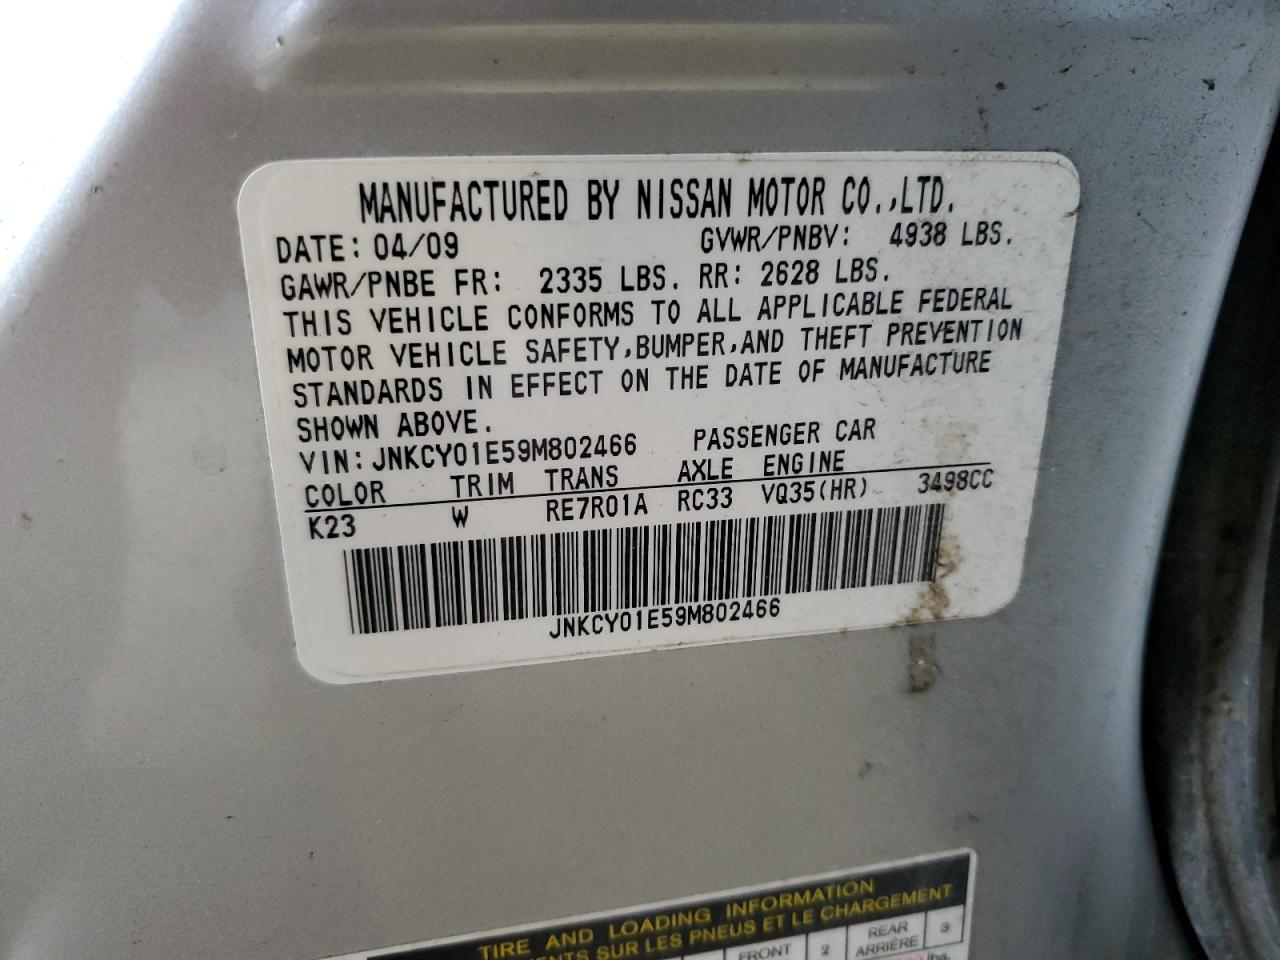 MANUFACTURED BY NISSAN MOTOR CO.,LTD.
DATE: 04/09 GVWR/PNBV: 4938 LBS.
GAWR/PNBE FR: 2335 LBS. RR: 2628 LBS.
THIS VEHICLE CONFORMS TO ALL APPLICABLE FEDERAL
MOTOR VEHICLE SAFETY,BUMPER,AND THEFT PREVENTION
STANDARDS IN EFFECT ON THE DATE OF MANUFACTURE
SHOWN ABOVE.
VIN: JNKCY01E59M802466 PASSENGER CAR
COLOR TRIM TRANS AXLE ENGINE
K23 W RE7R01A RC33 VQ35(HR) 3498CC
JNKCY01E59M802466
TIRE AND LOADING INFORMATION
SUR LES PNEUS ET LE CHARGEMENT
FRONT 2 REAR 3
ARRIÈRE
lbs.